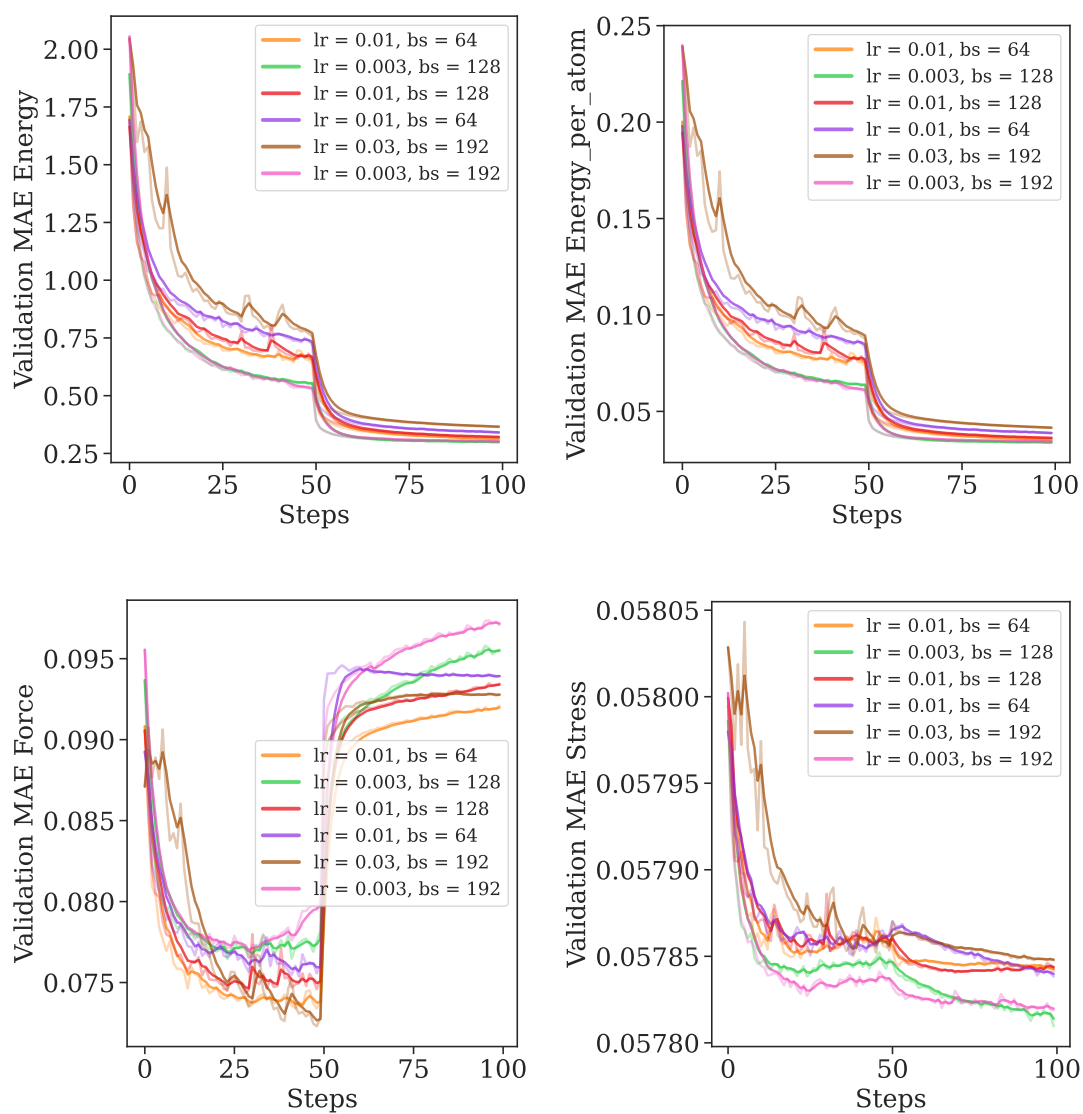 Validation MAE Energy
2.00
1.75
1.50
1.25
1.00
0.75
0.50
0.25
lr = 0.01, bs = 64
lr = 0.003, bs = 128
lr = 0.01, bs = 128
lr = 0.01, bs = 64
lr = 0.03, bs = 192
lr = 0.003, bs = 192
0 25 50 75 100
Steps
Validation MAE Energy_per_atom
0.25
0.20
0.15
0.10
0.05
lr = 0.01, bs = 64
lr = 0.003, bs = 128
lr = 0.01, bs = 128
lr = 0.01, bs = 64
lr = 0.03, bs = 192
lr = 0.003, bs = 192
0 25 50 75 100
Steps
Validation MAE Force
0.095
0.090
0.085
0.080
0.075
lr = 0.01, bs = 64
lr = 0.003, bs = 128
lr = 0.01, bs = 128
lr = 0.01, bs = 64
lr = 0.03, bs = 192
lr = 0.003, bs = 192
0 25 50 75 100
Steps
Validation MAE Stress
0.05805
0.05800
0.05795
0.05790
0.05785
0.05780
lr = 0.01, bs = 64
lr = 0.003, bs = 128
lr = 0.01, bs = 128
lr = 0.01, bs = 64
lr = 0.03, bs = 192
lr = 0.003, bs = 192
0 25 50 75 100
Steps